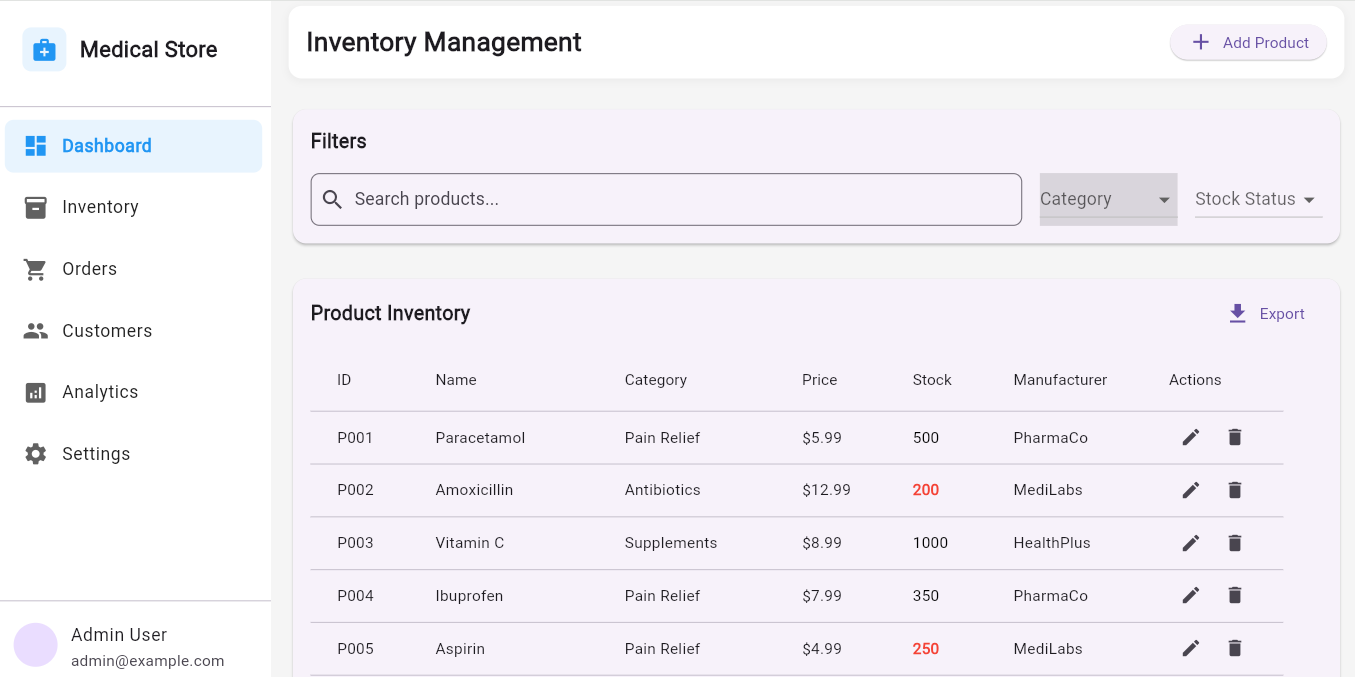 Medical Store
Dashboard
Inventory
Orders
Customers
Analytics
Settings
Admin User
admin@example.com
Inventory Management
Add Product
Filters
Search products...
Category
Stock Status
Product Inventory
Export
ID Name Category Price Stock Manufacturer Actions
P001 Paracetamol Pain Relief $5.99 500 PharmaCo
P002 Amoxicillin Antibiotics $12.99 200 MediLabs
P003 Vitamin C Supplements $8.99 1000 HealthPlus
P004 Ibuprofen Pain Relief $7.99 350 PharmaCo
P005 Aspirin Pain Relief $4.99 250 MediLabs